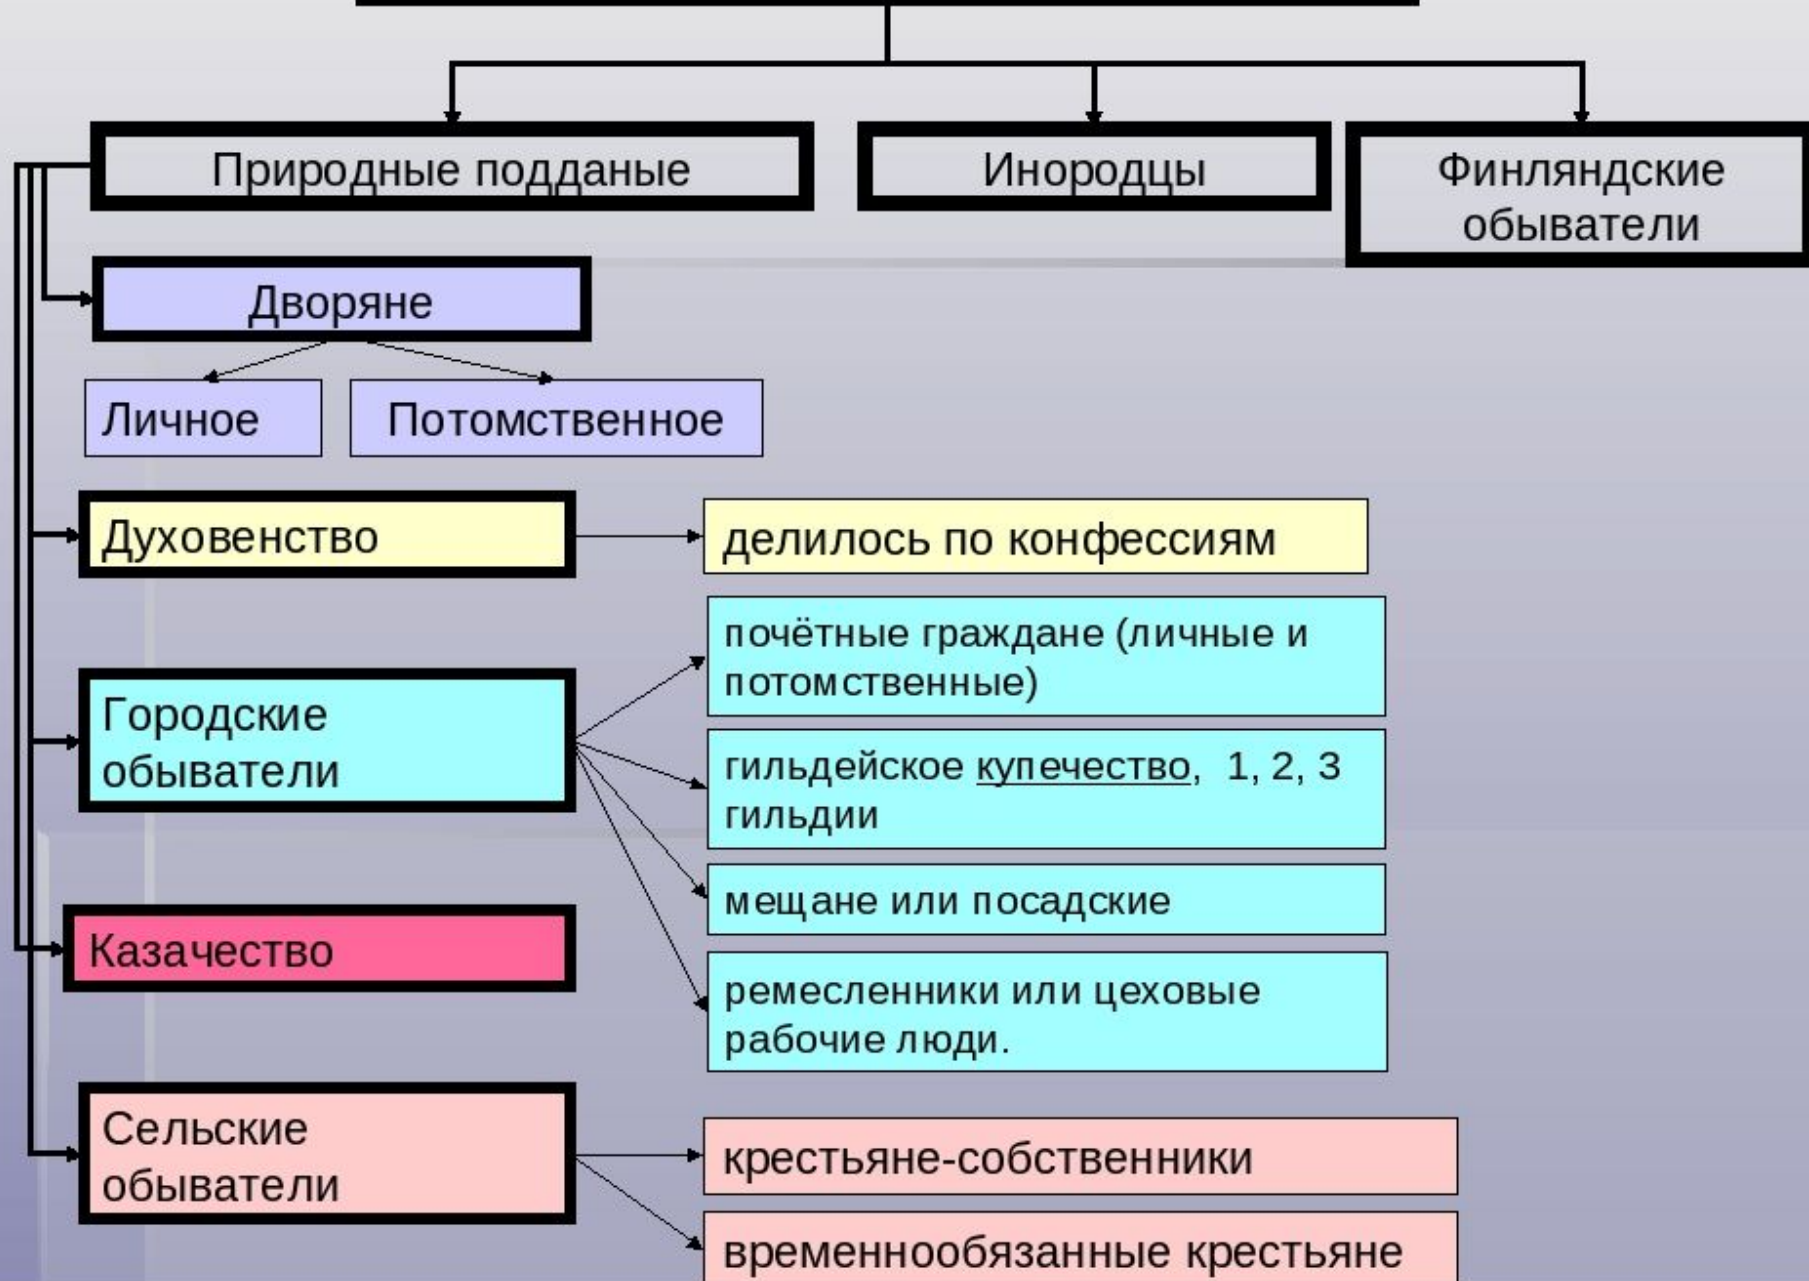 Природные подданые
Инородцы
Финляндские
обыватели
Дворяне
Личное
Потомственное
Духовенство
делилось по конфессиям
Городские
обыватели
почётные граждане (личные и
потомственные)
гильдейское купечество, 1, 2, 3
гильдии
мещане или посадские
ремесленники или цеховые
рабочие люди.
Казачество
Сельские
обыватели
крестьяне-собственники
временнообязанные крестьяне